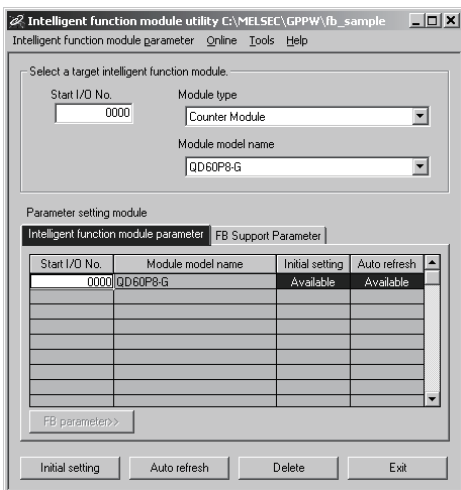 Intelligent function module utility C:\MELSEC\GPPW\fb_sample
Intelligent function module parameter Online Tools Help
Select a target intelligent function module.
Start I/O No. Module type
0000 Counter Module
Module model name
QD60P8-G
Parameter setting module
Intelligent function module parameter FB Support Parameter
Start I/O No. Module model name Initial setting Auto refresh
0000 QD60P8-G Available Available
FB parameter>>
Initial setting Auto refresh Delete Exit